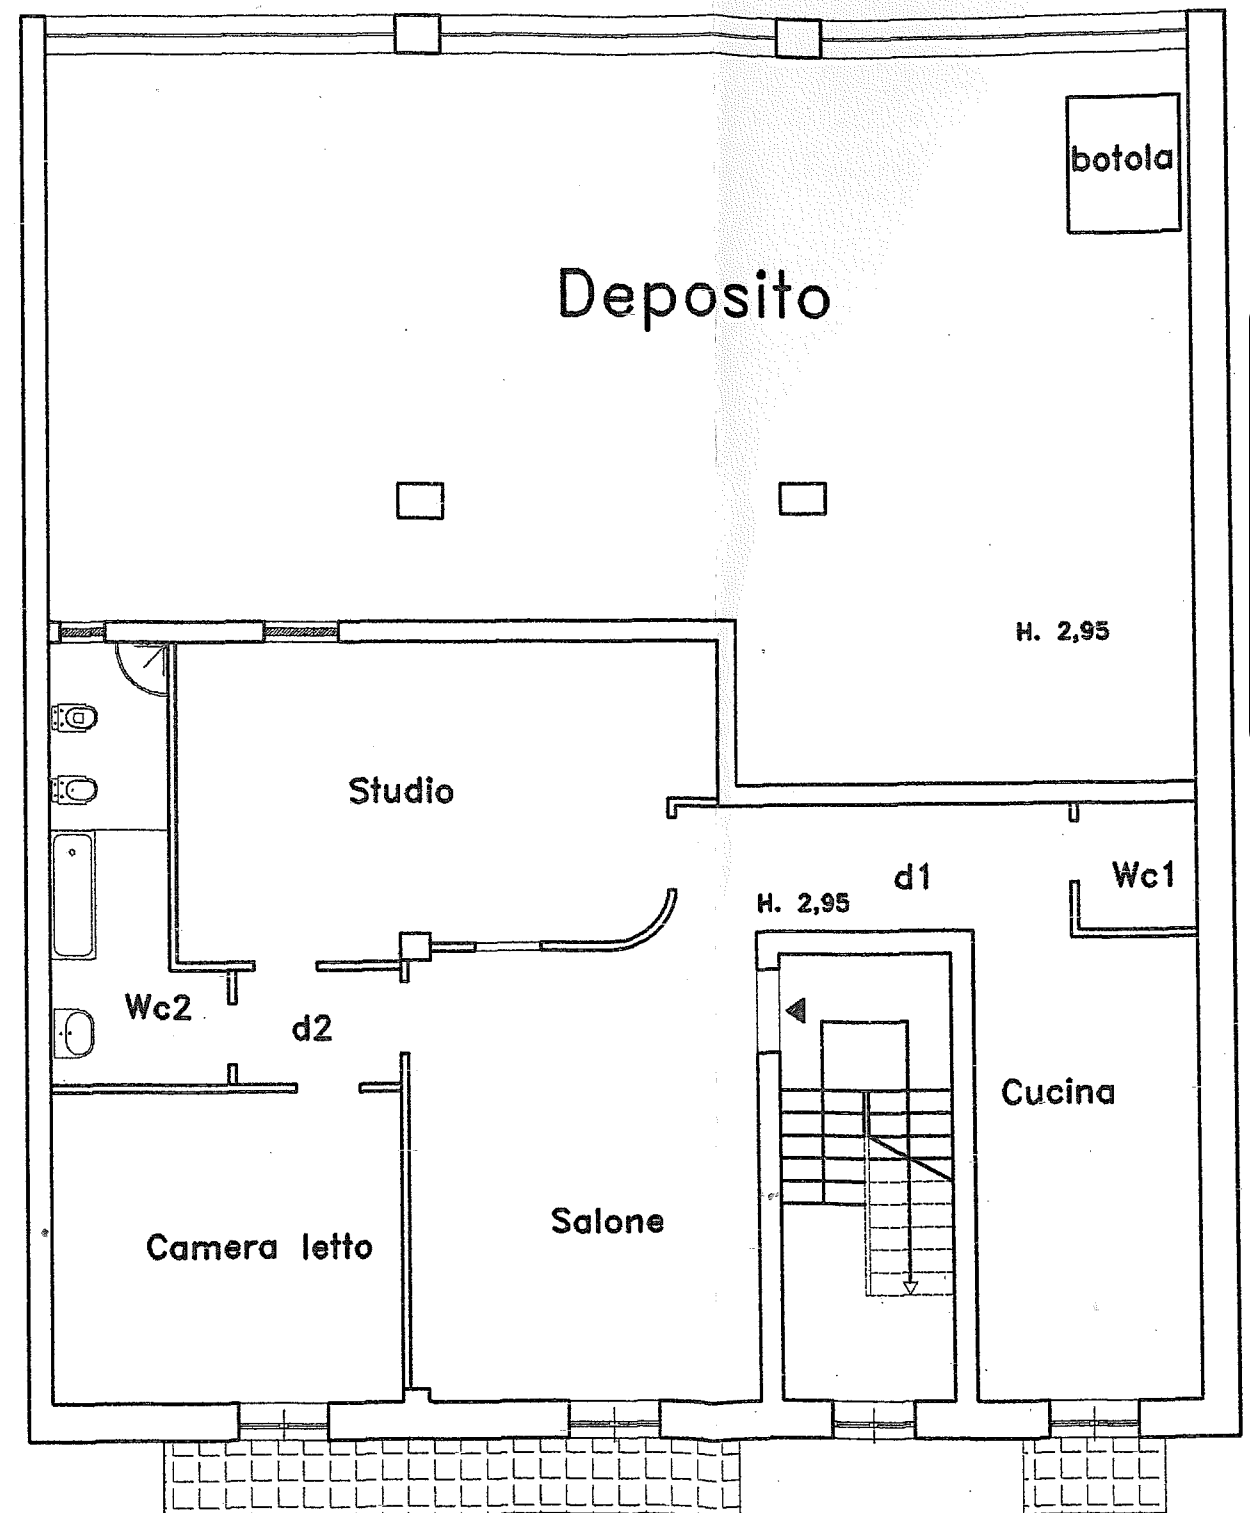 botola
Deposito
H. 2,95
Studio
d1
Wc1
H. 2,95
Wc2
d2
Cucina
Salone
Camera letto